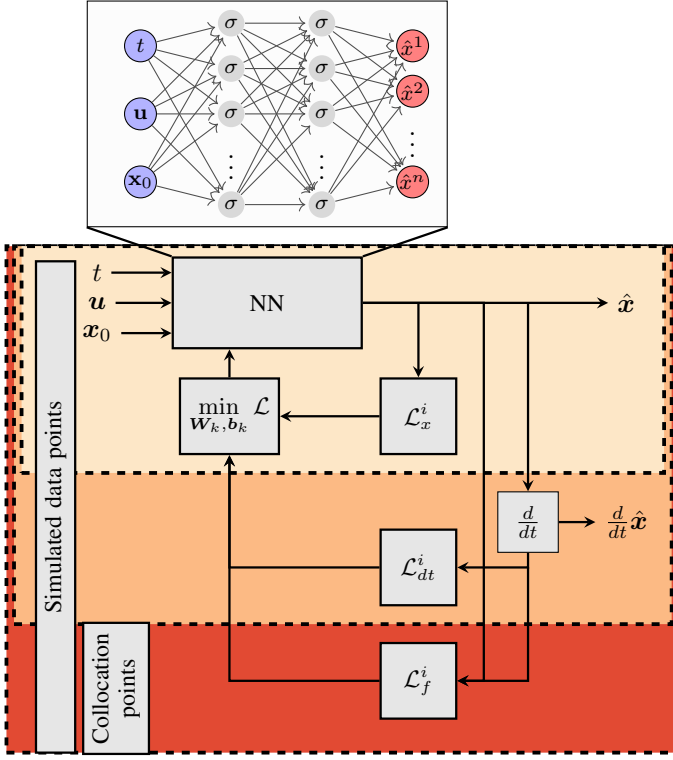 t σ σ x̂¹
σ σ x̂²
u σ σ
⋮ ⋮ ⋮
x₀ σ σ x̂ⁿ
t
u NN x̂
x₀
min L
W_k, b_k
L_x^i
d/dt
d/dt x̂
L_dt^i
L_f^i
Simulated data points
Collocation
points